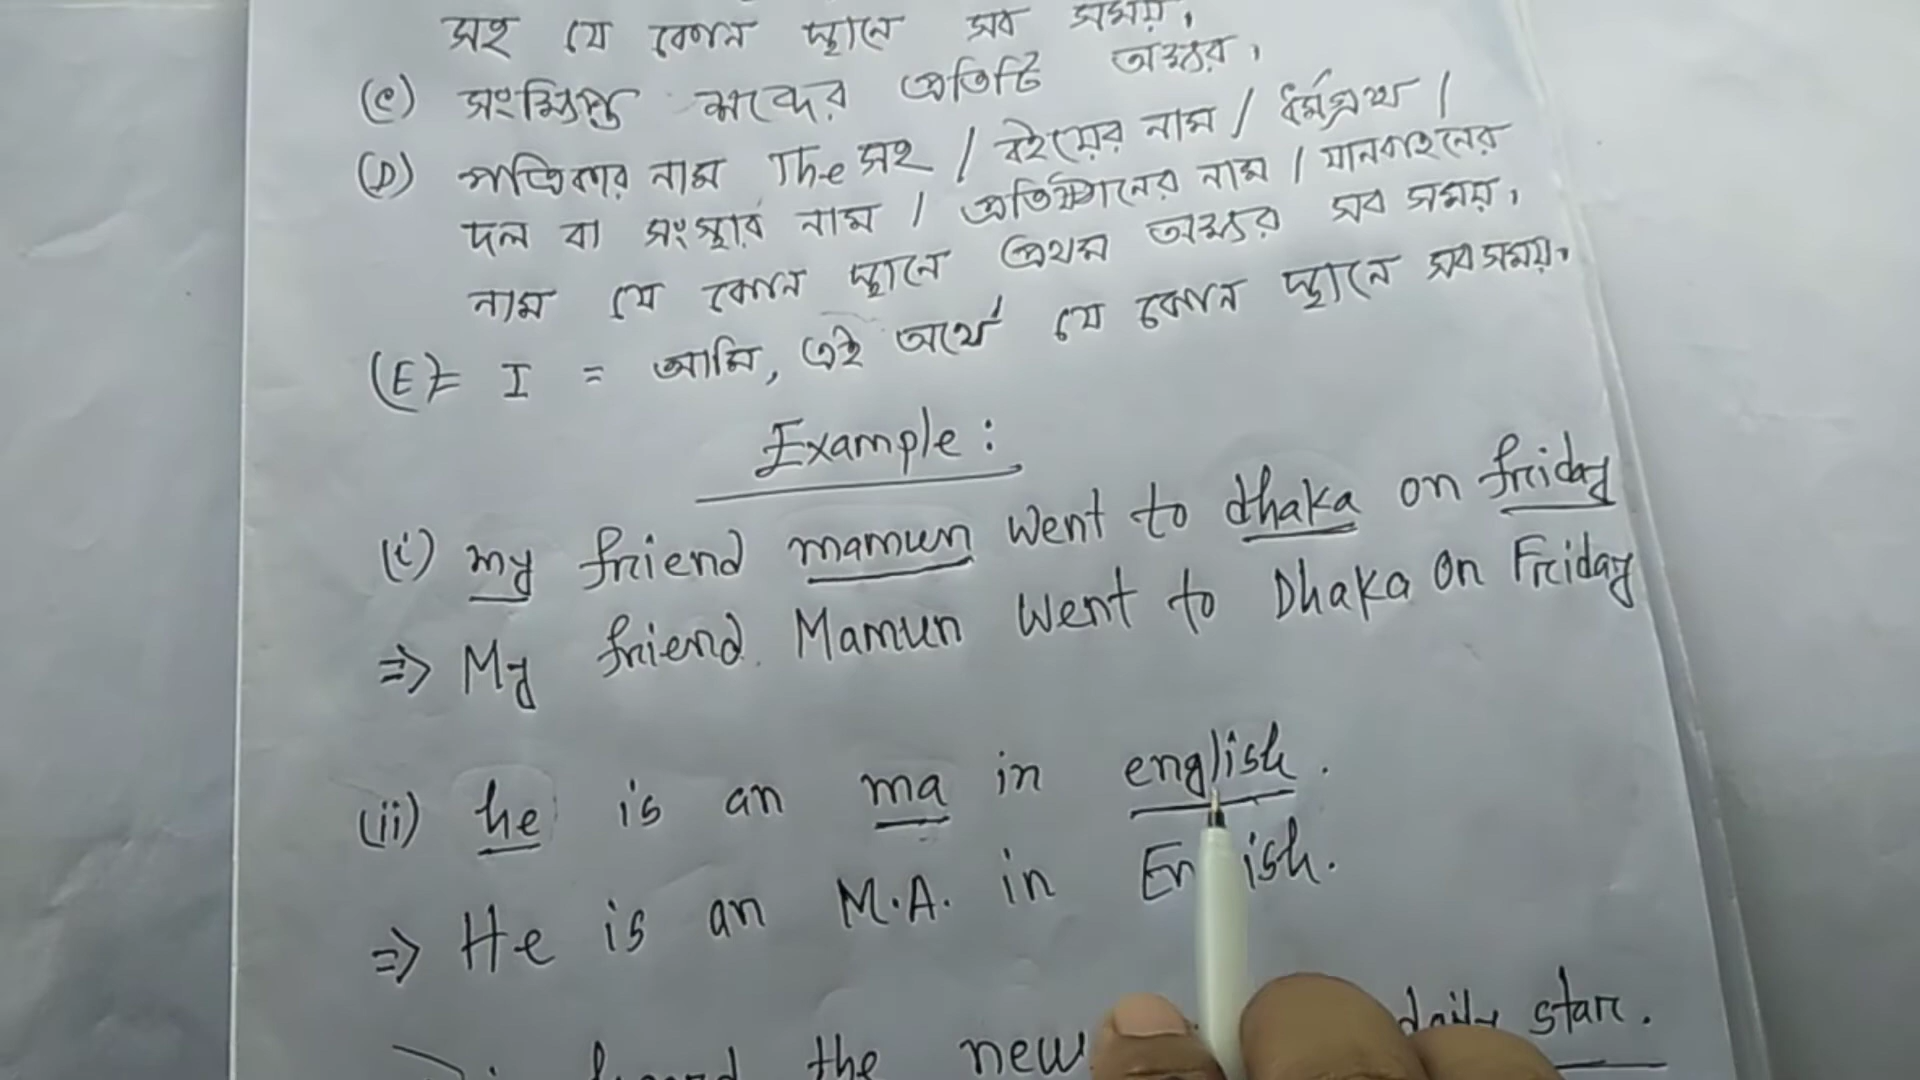 সহ যে কোন স্থানে সব সময়,
(C) সংক্ষিপ্ত শব্দের প্রতিটি অক্ষর,
(D) পত্রিকার নাম The সহ / বইয়ের নাম / ধর্মগ্রন্থ /
দল বা সংস্থার নাম / প্রতিষ্ঠানের নাম / যানবাহনের
নাম যে কোন স্থানে প্রথম অক্ষর সব সময়,
(E)= I = আমি, এই অর্থে যে কোন স্থানে সব সময়,
Example:
(i) my friend mamun went to dhaka on friday
=> My friend Mamun went to Dhaka on Friday
(ii) he is an ma in english.
=> He is an M.A. in En ish.
the new daily star.